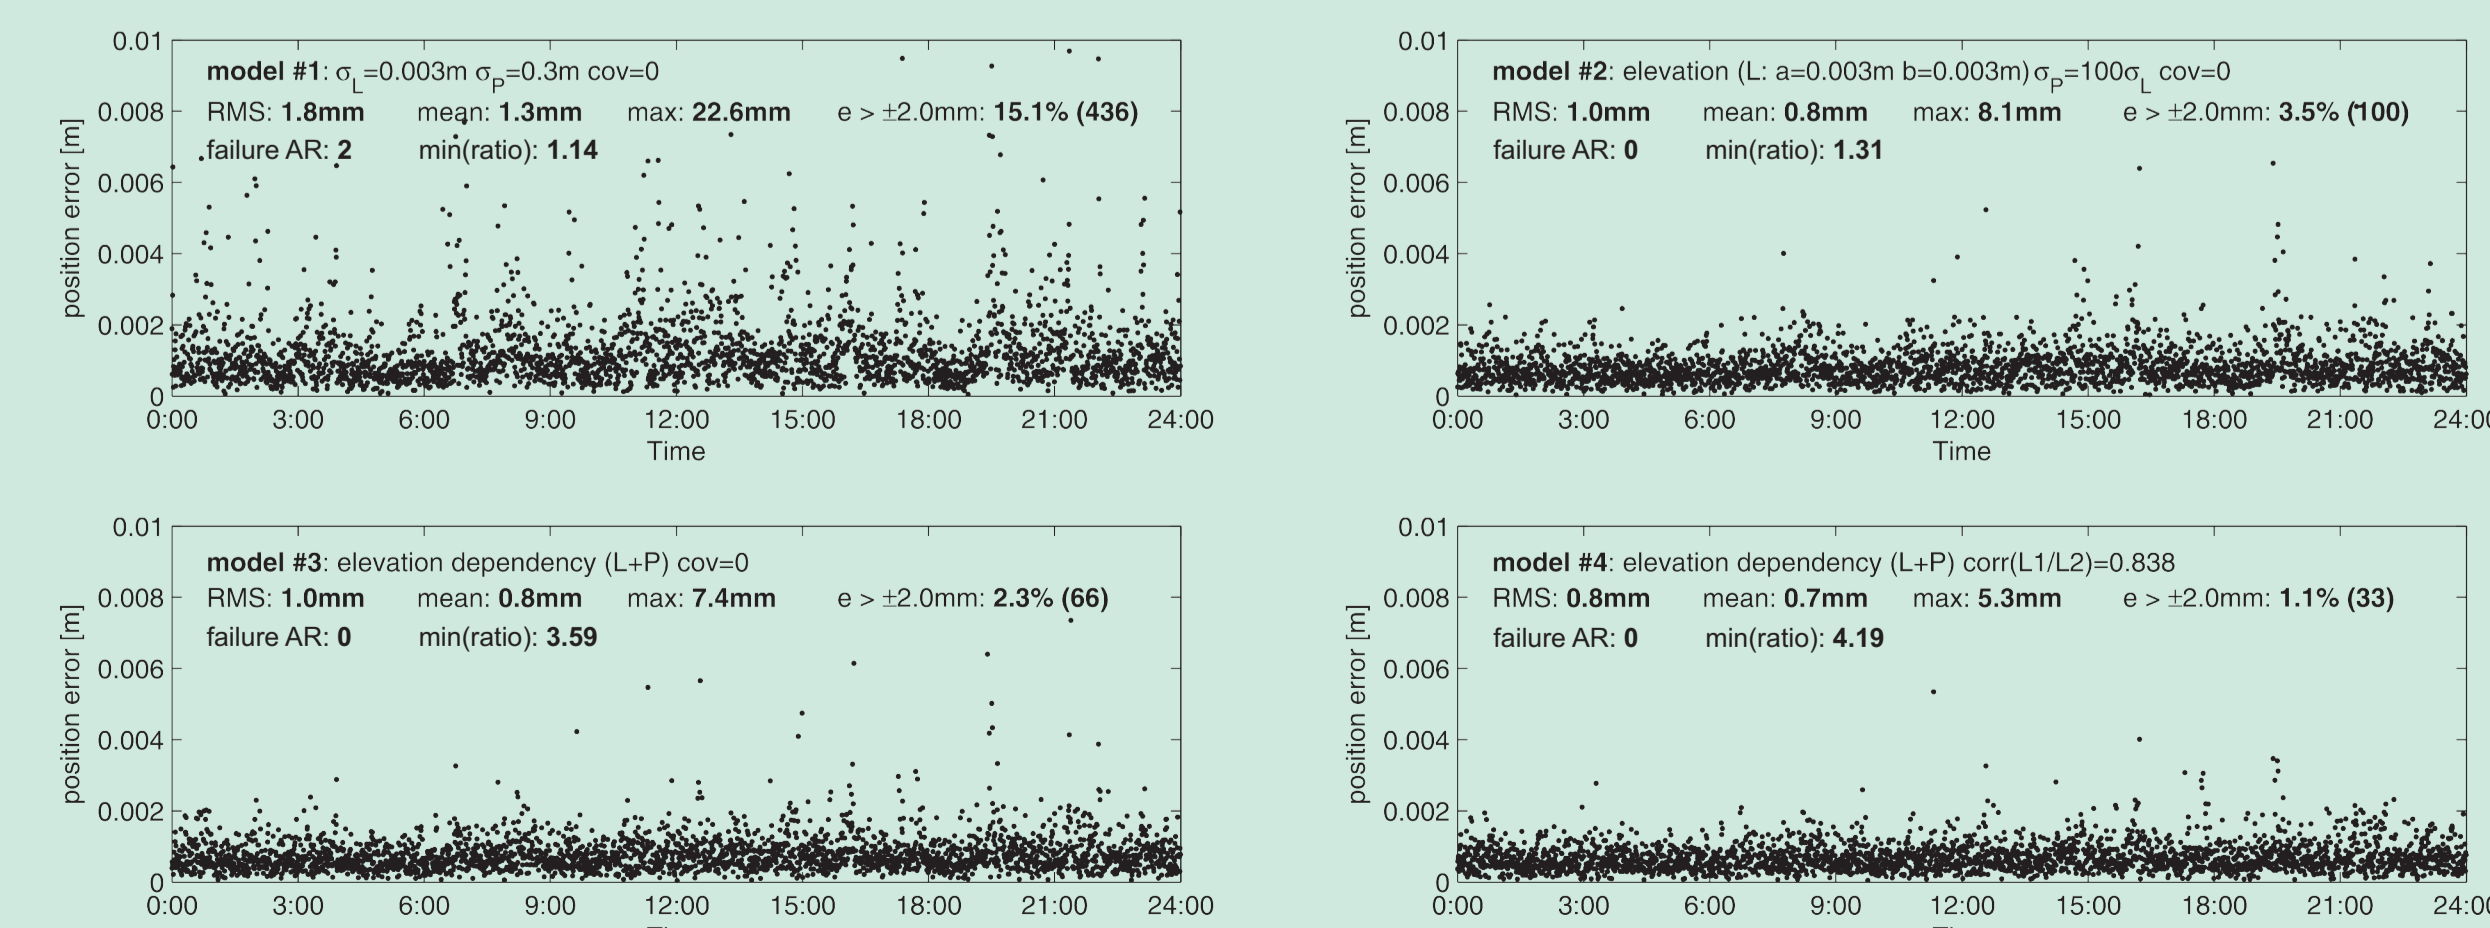 0.01
0.008
0.006
0.004
0.002
0
position error [m]
model #1: σL=0.003m σP=0.3m cov=0
RMS: 1.8mm mean: 1.3mm max: 22.6mm e > ±2.0mm: 15.1% (436)
failure AR: 2 min(ratio): 1.14
0:00 3:00 6:00 9:00 12:00 15:00 18:00 21:00 24:00
Time
0.01
0.008
0.006
0.004
0.002
0
position error [m]
model #2: elevation (L: a=0.003m b=0.003m) σP=100σL cov=0
RMS: 1.0mm mean: 0.8mm max: 8.1mm e > ±2.0mm: 3.5% (100)
failure AR: 0 min(ratio): 1.31
0:00 3:00 6:00 9:00 12:00 15:00 18:00 21:00 24:00
Time
0.01
0.008
0.006
0.004
0.002
0
position error [m]
model #3: elevation dependency (L+P) cov=0
RMS: 1.0mm mean: 0.8mm max: 7.4mm e > ±2.0mm: 2.3% (66)
failure AR: 0 min(ratio): 3.59
0:00 3:00 6:00 9:00 12:00 15:00 18:00 21:00 24:00
0.01
0.008
0.006
0.004
0.002
0
position error [m]
model #4: elevation dependency (L+P) corr(L1/L2)=0.838
RMS: 0.8mm mean: 0.7mm max: 5.3mm e > ±2.0mm: 1.1% (33)
failure AR: 0 min(ratio): 4.19
0:00 3:00 6:00 9:00 12:00 15:00 18:00 21:00 24:00